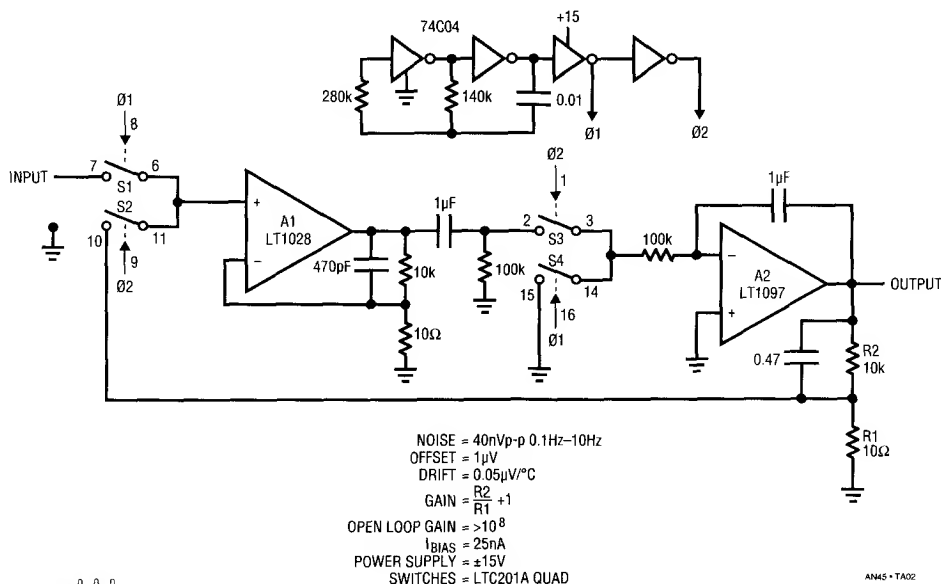 74C04
+15
280k
140k
0.01
Ø1
Ø2
Ø1
8
INPUT
7
6
S1
S2
10
11
9
Ø2
+
−
A1
LT1028
470pF
10k
10Ω
1µF
100k
Ø2
1
2
3
S3
S4
15
14
16
Ø1
100k
1µF
−
+
A2
LT1097
OUTPUT
0.47
R2
10k
R1
10Ω
NOISE = 40nVp-p 0.1Hz–10Hz
OFFSET = 1µV
DRIFT = 0.05µV/°C
GAIN = R2/R1 +1
OPEN LOOP GAIN = >10⁸
IBIAS = 25nA
POWER SUPPLY = ±15V
SWITCHES = LTC201A QUAD
AN45 • TA02